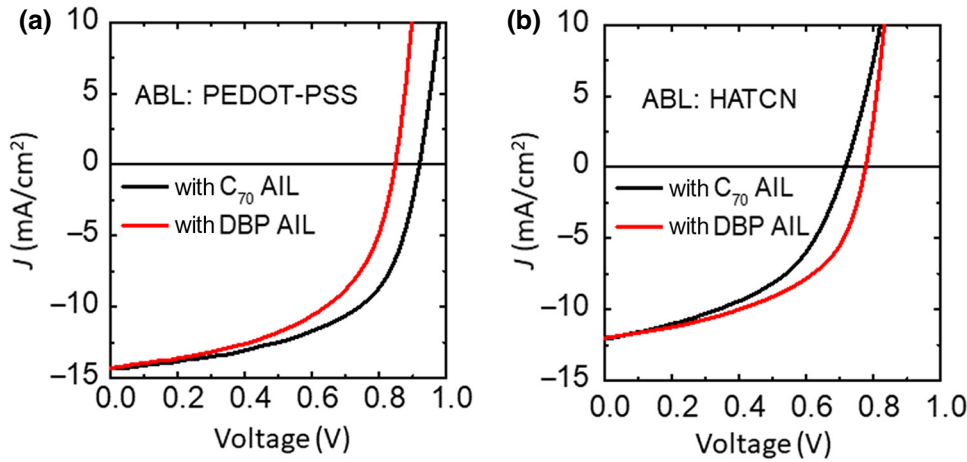 (a)
10
5
0
–5
–10
–15
J (mA/cm²)
ABL: PEDOT-PSS
with C₇₀ AIL
with DBP AIL
0.0 0.2 0.4 0.6 0.8 1.0
Voltage (V)
(b)
10
5
0
–5
–10
–15
J (mA/cm²)
ABL: HATCN
with C₇₀ AIL
with DBP AIL
0.0 0.2 0.4 0.6 0.8 1.0
Voltage (V)